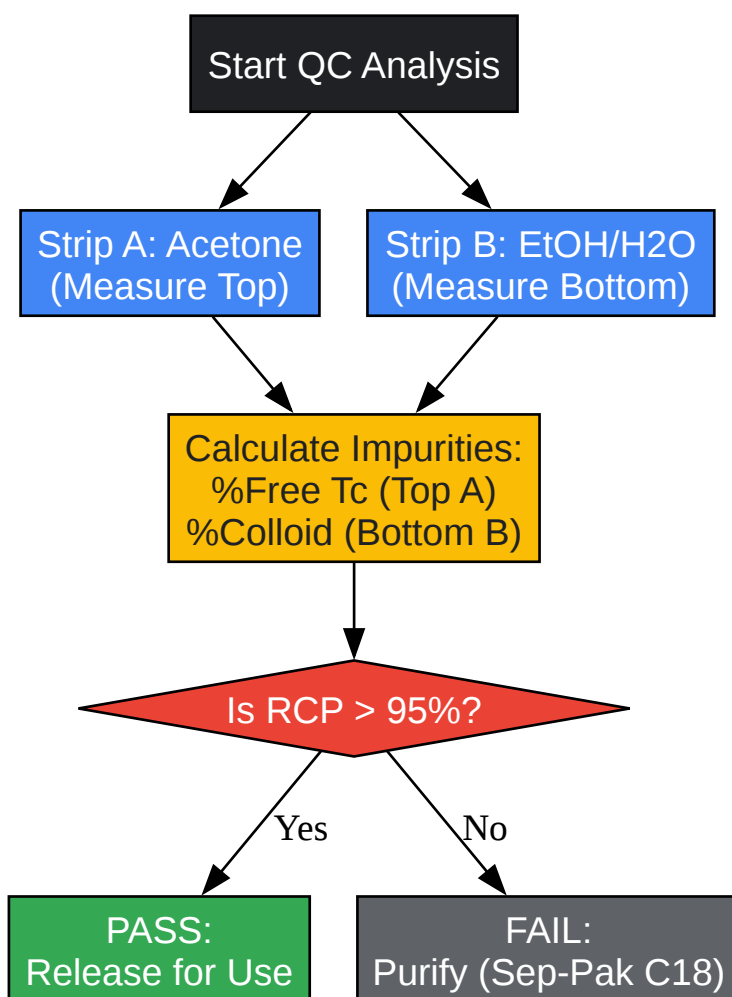 Start QC Analysis
Strip A: Acetone
(Measure Top)
Strip B: EtOH/H2O
(Measure Bottom)
Calculate Impurities:
%Free Tc (Top A)
%Colloid (Bottom B)
Is RCP > 95%?
Yes
No
PASS:
Release for Use
FAIL:
Purify (Sep-Pak C18)